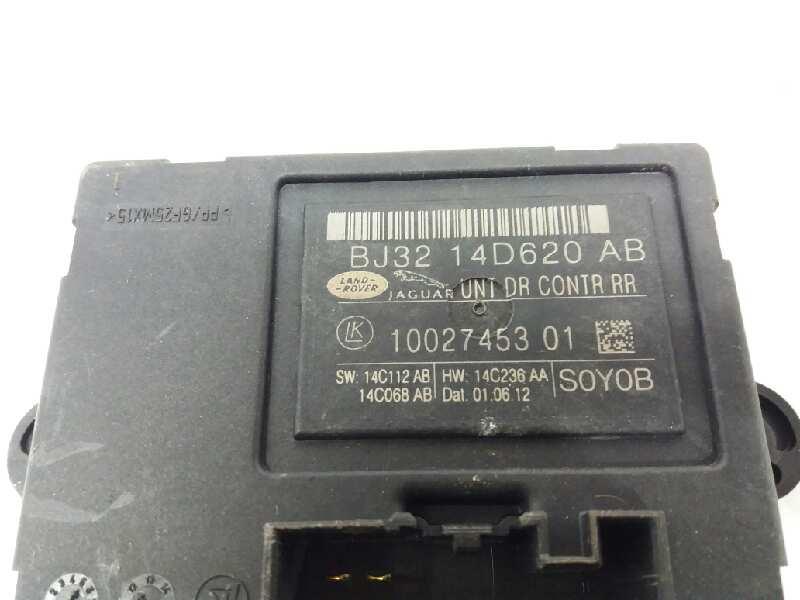 BJ32 14D620 AB
LAND-
-ROVER
JAGUAR
UNT DR CONTR RR
LK
10027453 01
SW: 14C112 AB
14C068 AB
HW: 14C236 AA
Dat. 01.06.12
S0Y0B